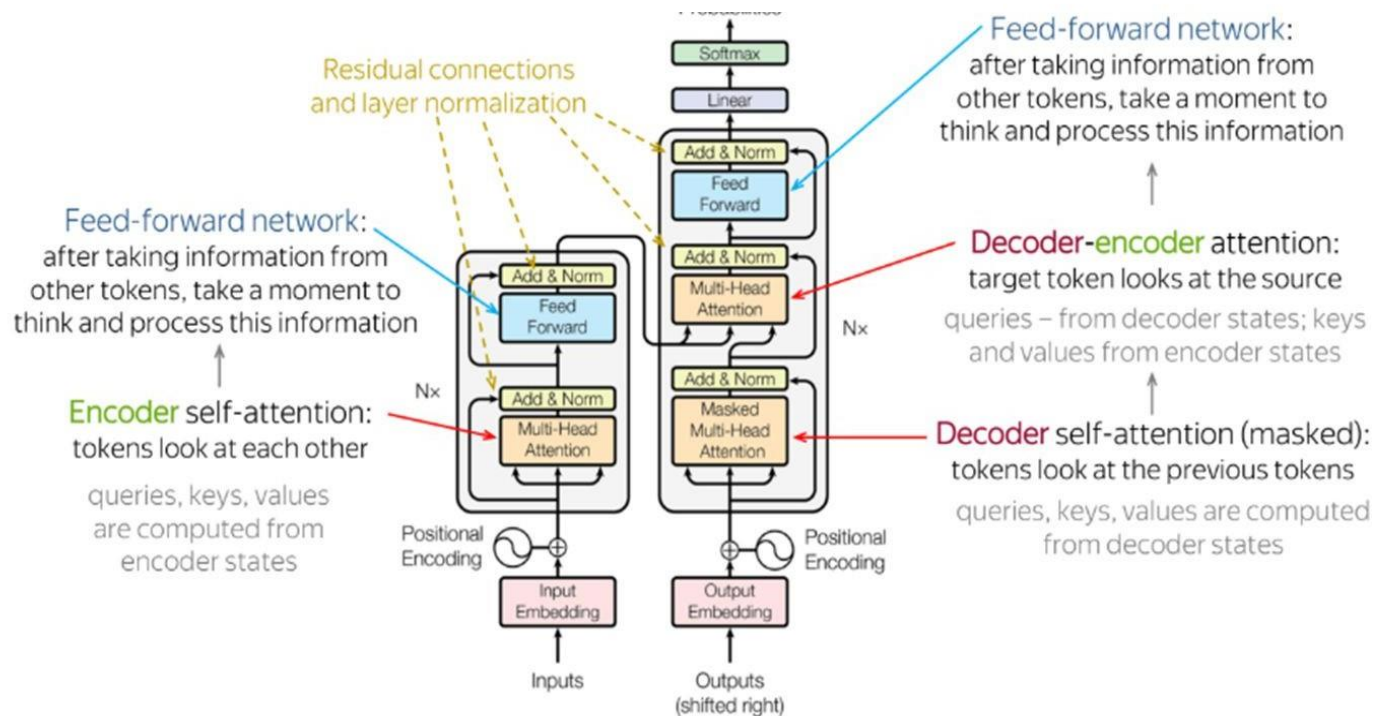 Softmax
Linear
Add & Norm
Feed
Forward
Add & Norm
Multi-Head
Attention
Add & Norm
Masked
Multi-Head
Attention
Nx
Positional
Encoding
Output
Embedding
Outputs
(shifted right)
Residual connections
and layer normalization
Add & Norm
Feed
Forward
Add & Norm
Multi-Head
Attention
Nx
Positional
Encoding
Input
Embedding
Inputs
Feed-forward network:
after taking information from
other tokens, take a moment to
think and process this information
Encoder self-attention:
tokens look at each other
queries, keys, values
are computed from
encoder states
Feed-forward network:
after taking information from
other tokens, take a moment to
think and process this information
Decoder-encoder attention:
target token looks at the source
queries – from decoder states; keys
and values from encoder states
Decoder self-attention (masked):
tokens look at the previous tokens
queries, keys, values are computed
from decoder states